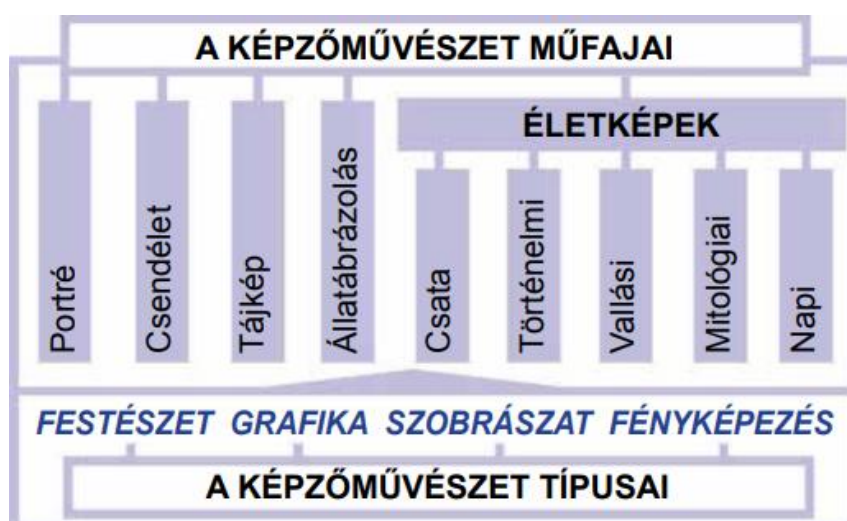 A KÉPZŐMŰVÉSZET MŰFAJAI
Portré
Csendélet
Tájkép
Állatábrázolás
ÉLETKÉPEK
Csata
Történelmi
Vallási
Mitológiai
Napi
FESTÉSZET GRAFIKA SZOBRÁSZAT FÉNYKÉPEZÉS
A KÉPZŐMŰVÉSZET TÍPUSAI